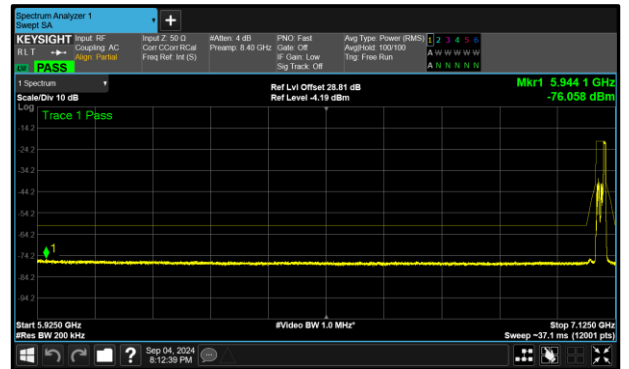 Spectrum Analyzer 1
Swept SA
KEYSIGHT Input: RF Input Z: 50 Ω #Atten: 4 dB PNO: Fast Avg Type: Power (RMS) 1 2 3 4 5 6
RLT Coupling: AC Corr CCorr RCal Preamp: 8.40 GHz Gate: Off Avg|Hold: 100/100 A W W W W W
Align: Partial Freq Ref: Int (S) IF Gain: Low Trig: Free Run
Sig Track: Off A N N N N N
LW PASS
1 Spectrum Ref Lvl Offset 28.81 dB Mkr1 5.944 1 GHz
Scale/Div 10 dB Ref Level -4.19 dBm -76.058 dBm
Log
Trace 1 Pass
-14.2
-24.2
-34.2
-44.2
-54.2
-64.2
1
-74.2
-84.2
-94.2
Start 5.9250 GHz #Video BW 1.0 MHz* Stop 7.1250 GHz
#Res BW 200 kHz Sweep ~37.1 ms (12001 pts)
? Sep 04, 2024
8:12:39 PM